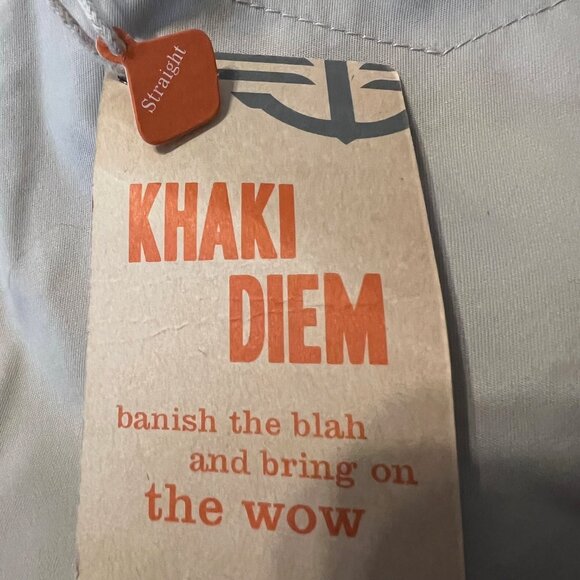 Straight
KHAKI
DIEM
banish the blah
and bring on
the wow